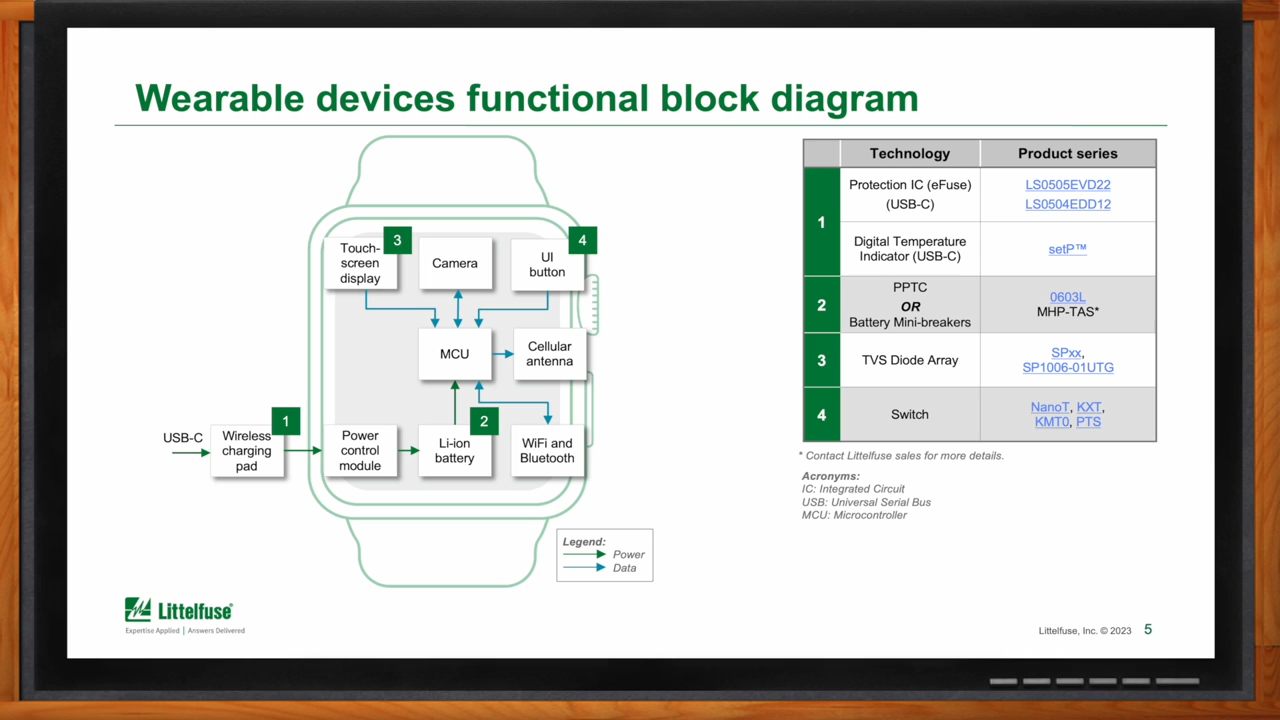 Wearable devices functional block diagram
3
Touch-
screen
display
Camera
4
UI
button
MCU
Cellular
antenna
USB-C
1
Wireless
charging
pad
Power
control
module
2
Li-ion
battery
WiFi and
Bluetooth
Legend:
Power
Data
Technology Product series
1
Protection IC (eFuse)
(USB-C)
LS0505EVD22
LS0504EDD12
Digital Temperature
Indicator (USB-C)
setP™
2
PPTC
OR
Battery Mini-breakers
0603L
MHP-TAS*
3
TVS Diode Array
SPxx,
SP1006-01UTG
4
Switch
NanoT, KXT,
KMT0, PTS
* Contact Littelfuse sales for more details.
Acronyms:
IC: Integrated Circuit
USB: Universal Serial Bus
MCU: Microcontroller
Littelfuse®
Expertise Applied | Answers Delivered
Littelfuse, Inc. © 2023 5